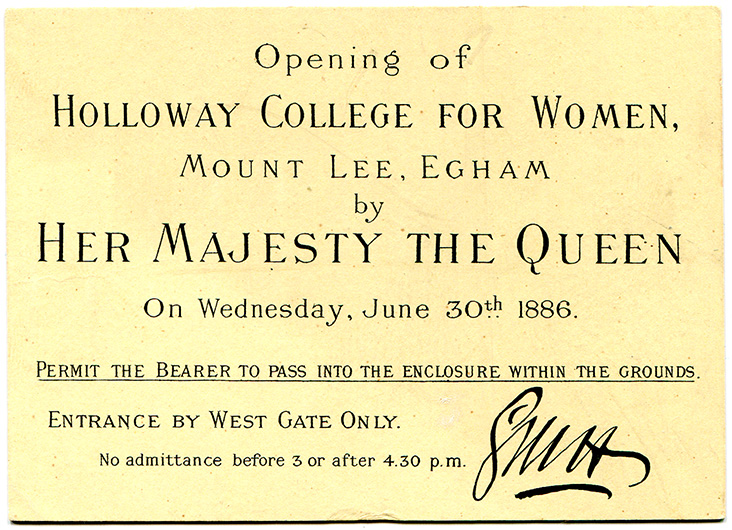 Opening of
HOLLOWAY COLLEGE FOR WOMEN,
MOUNT LEE, EGHAM
by
HER MAJESTY THE QUEEN
On Wednesday, June 30th 1886.
PERMIT THE BEARER TO PASS INTO THE ENCLOSURE WITHIN THE GROUNDS.
ENTRANCE BY WEST GATE ONLY.
No admittance before 3 or after 4.30 p.m.